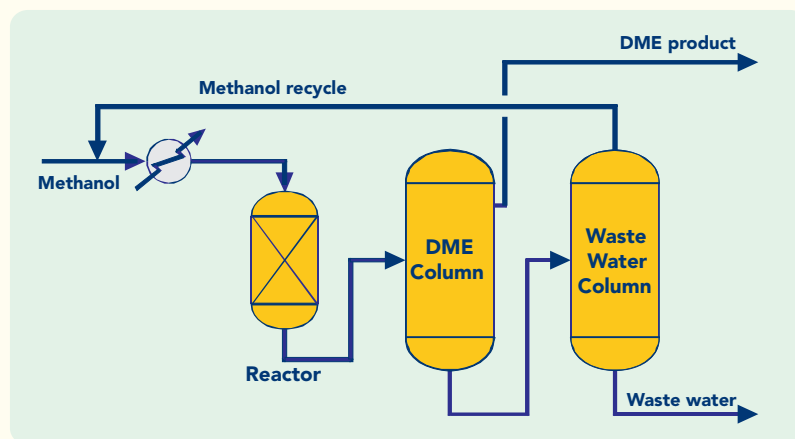 DME product
Methanol recycle
Methanol
DME
Column
Waste
Water
Column
Reactor
Waste water